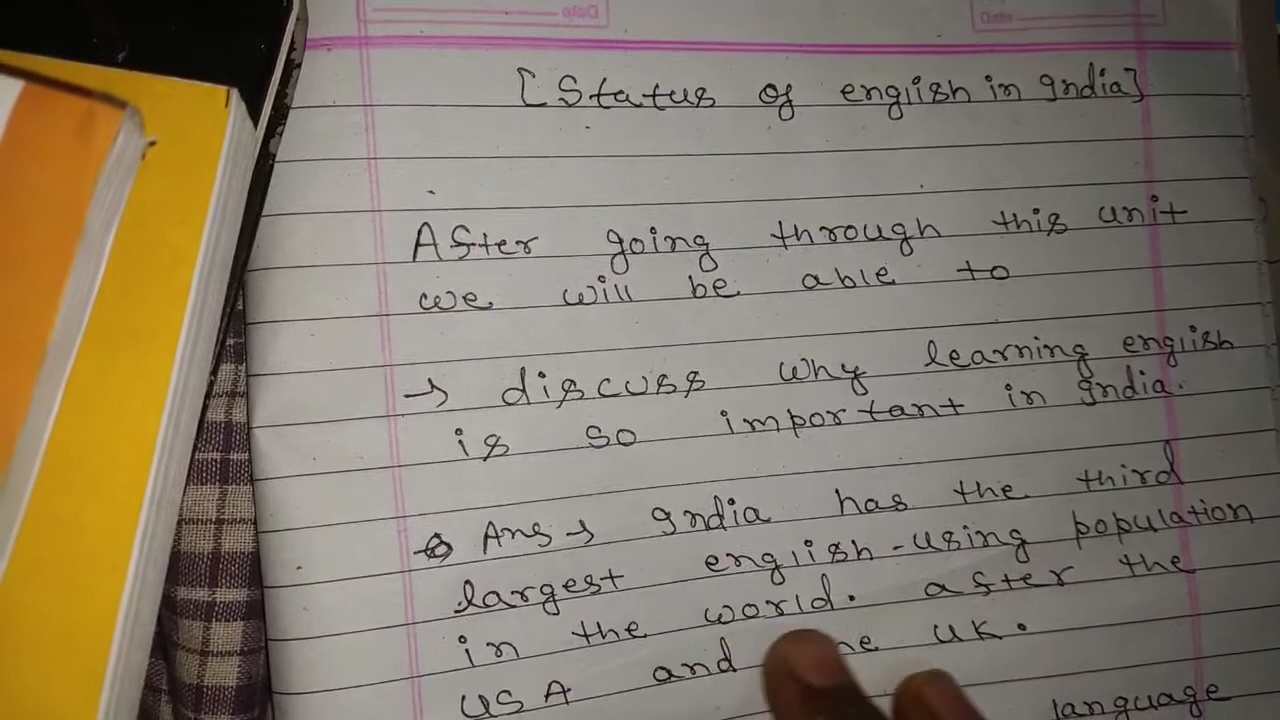 Date
[Status of english in India]
After going through this unit
we will be able to
→ discuss why learning english
is so important in India.
Ans → India has the third
largest english-using population
in the world. after the
USA and the UK.
language